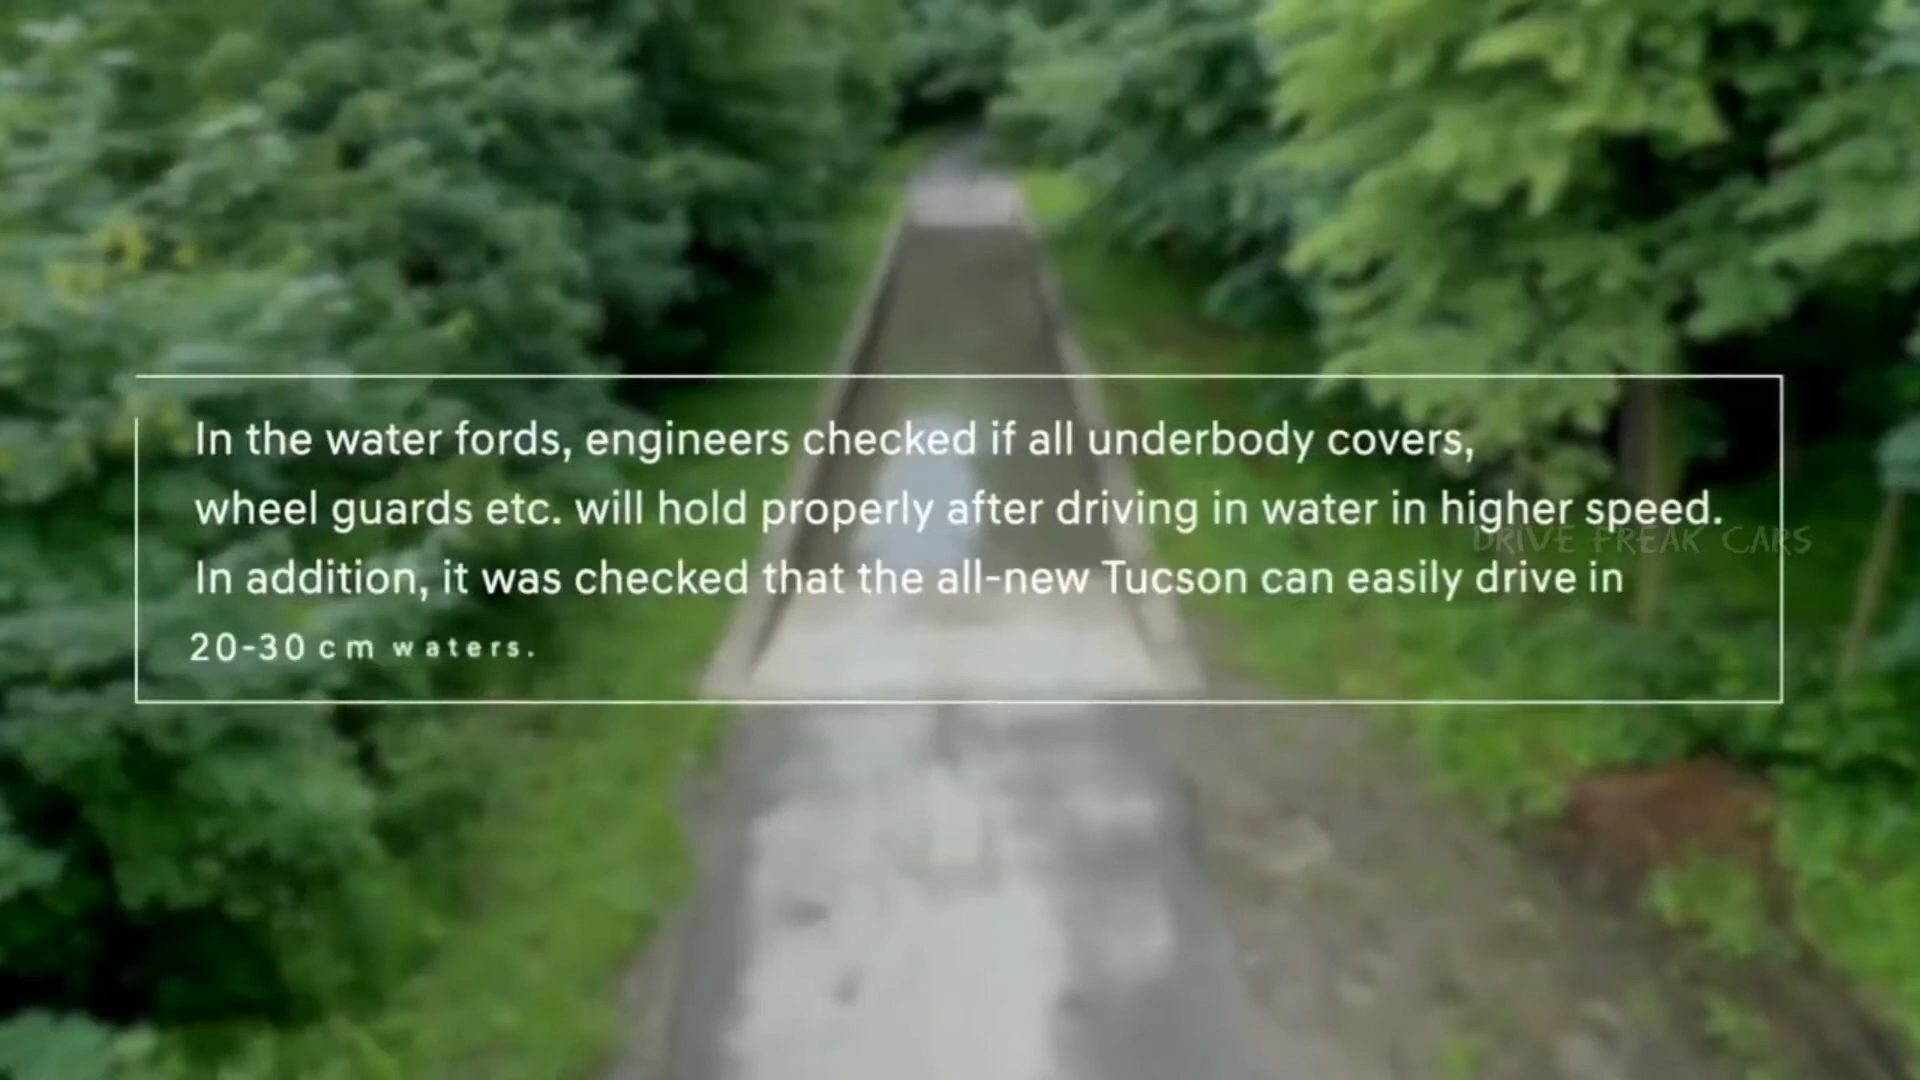 In the water fords, engineers checked if all underbody covers,
wheel guards etc. will hold properly after driving in water in higher speed.
DRIVE FREAK CARS
In addition, it was checked that the all-new Tucson can easily drive in
20-30 cm waters.